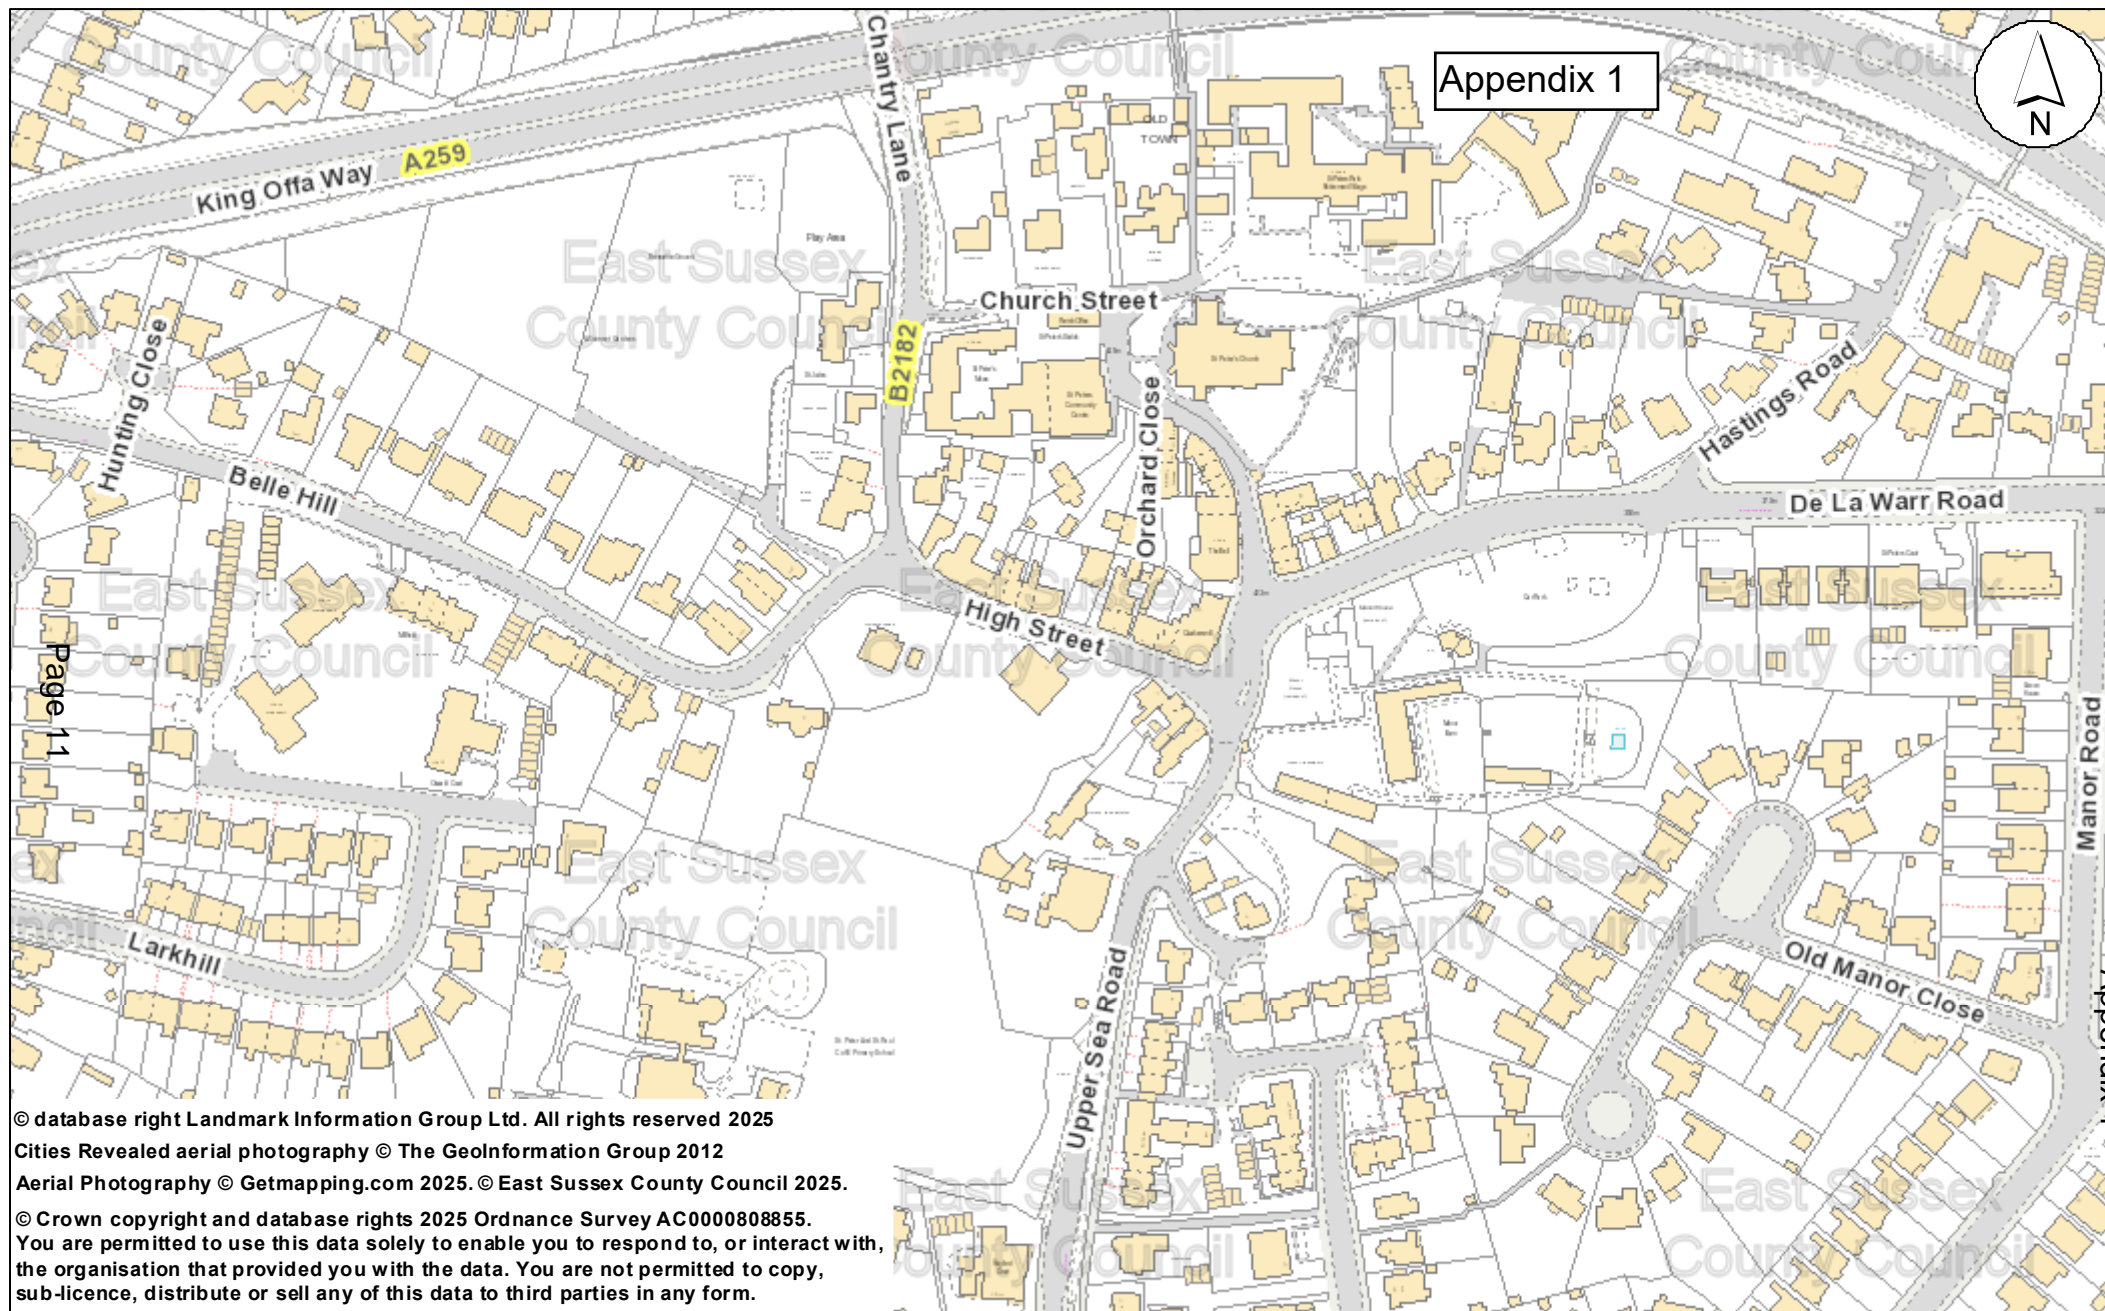 Appendix 1
N
Chantry Lane
OLD
TOWN
A259
King Offa Way
Play Area
Church Street
B2182
St Peter's Church
Hunting Close
Belle Hill
Orchard Close
Hastings Road
De La Warr Road
High Street
Page 11
Manor Road
Larkhill
Upper Sea Road
Old Manor Close
East Sussex
County Council
© database right Landmark Information Group Ltd. All rights reserved 2025
Cities Revealed aerial photography © The GeoInformation Group 2012
Aerial Photography © Getmapping.com 2025. © East Sussex County Council 2025.
© Crown copyright and database rights 2025 Ordnance Survey AC0000808855.
You are permitted to use this data solely to enable you to respond to, or interact with,
the organisation that provided you with the data. You are not permitted to copy,
sub-licence, distribute or sell any of this data to third parties in any form.